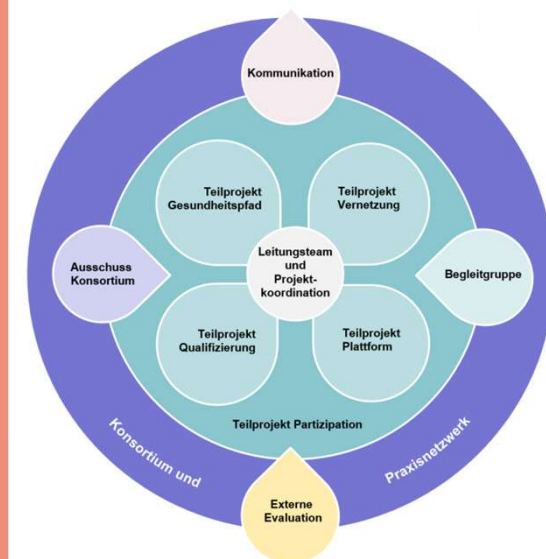 Kommunikation
Teilprojekt
Gesundheitspfad
Teilprojekt
Vernetzung
Ausschuss
Konsortium
Leitungsteam
und
Projekt-
koordination
Begleitgruppe
Teilprojekt
Qualifizierung
Teilprojekt
Plattform
Teilprojekt Partizipation
Konsortium und
Praxisnetzwerk
Externe
Evaluation